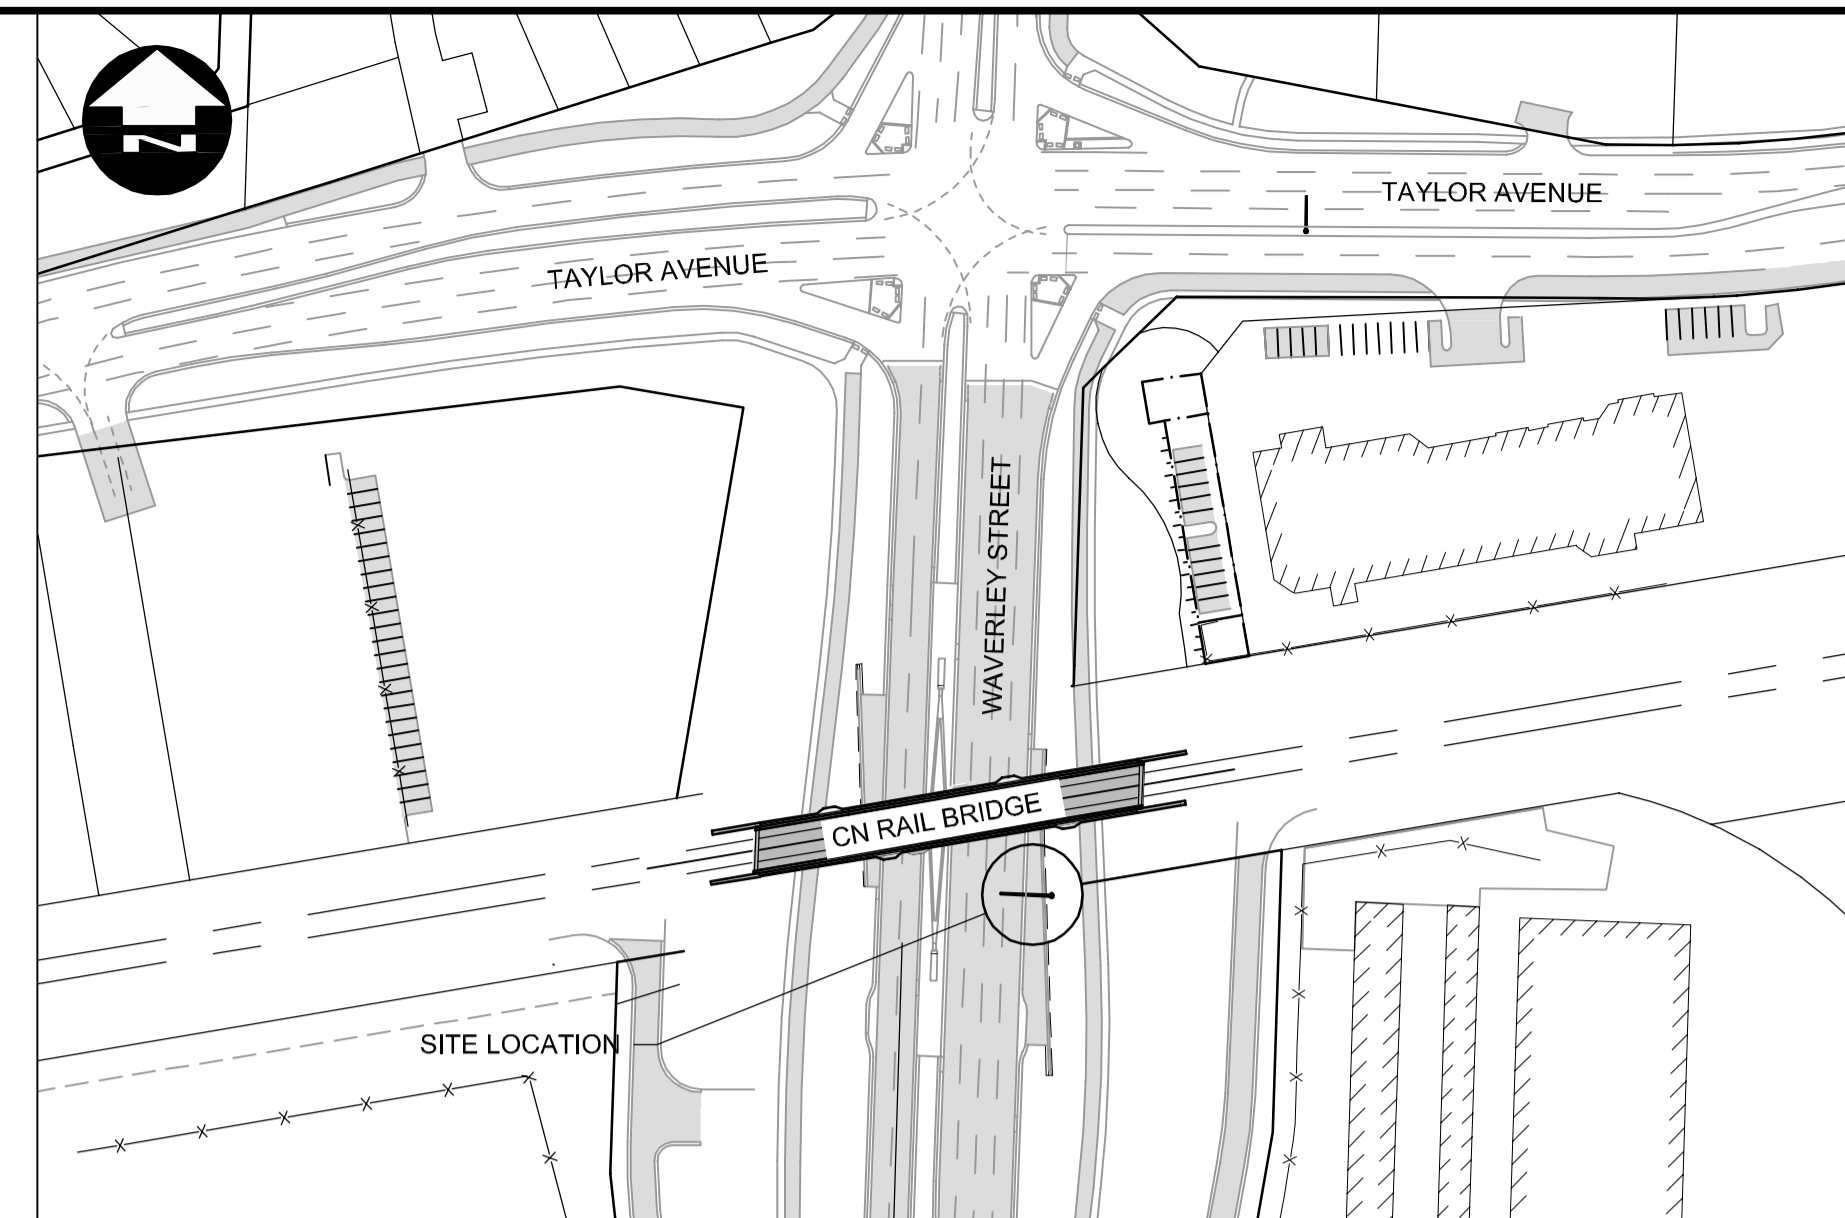 N
TAYLOR AVENUE
TAYLOR AVENUE
WAVERLEY STREET
CN RAIL BRIDGE
SITE LOCATION